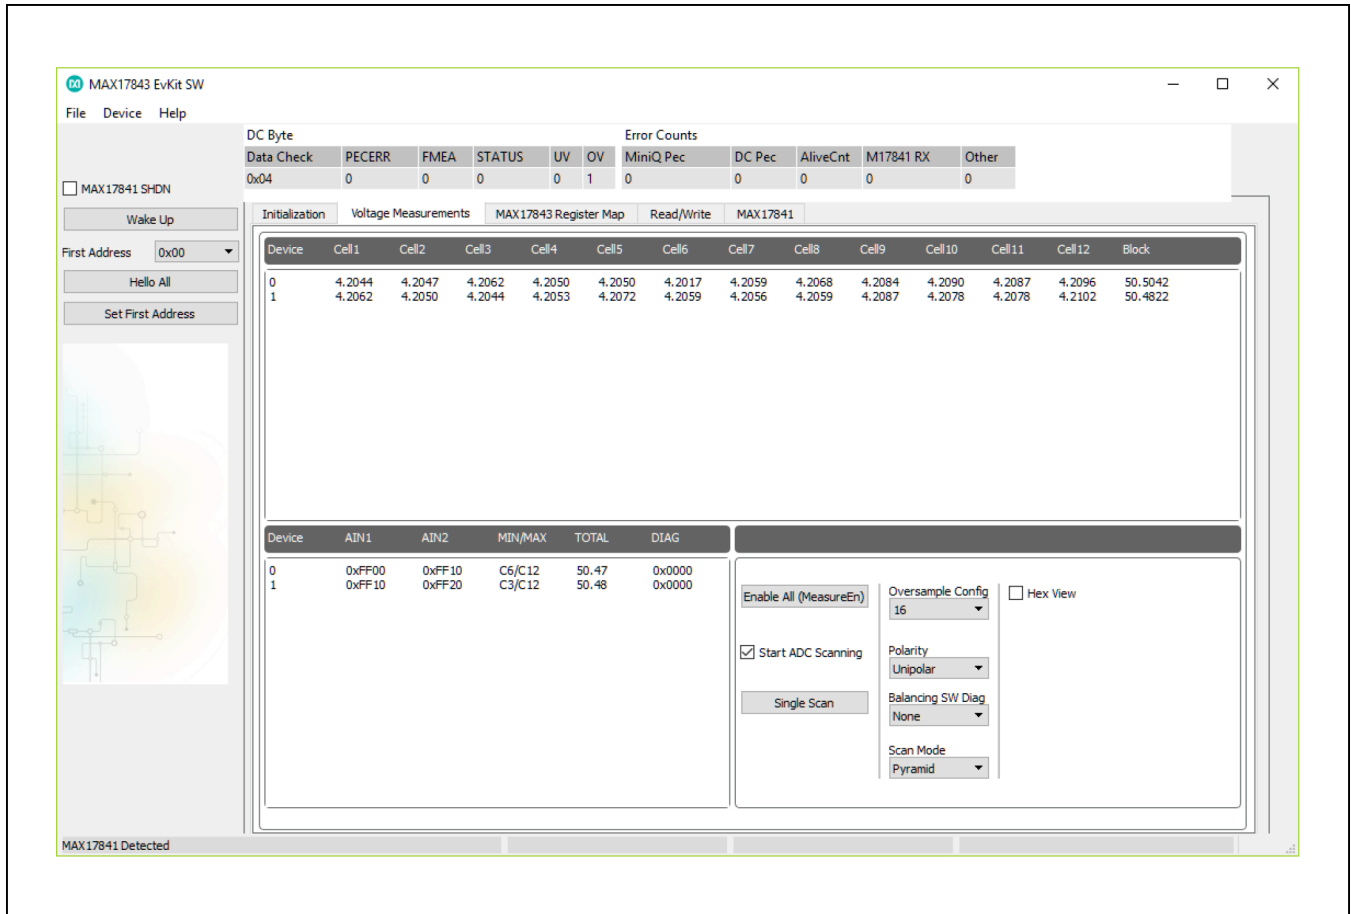 MAX17843 EvKit SW
File Device Help
DC Byte Error Counts
Data Check PECERR FMEA STATUS UV OV MiniQ Pec DC Pec AliveCnt M17841 RX Other
0x04 0 0 0 0 1 0 0 0 0 0
MAX17841 SHDN
Wake Up
First Address 0x00
Hello All
Set First Address
Initialization Voltage Measurements MAX17843 Register Map Read/Write MAX17841
Device Cell1 Cell2 Cell3 Cell4 Cell5 Cell6 Cell7 Cell8 Cell9 Cell10 Cell11 Cell12 Block
0 4.2044 4.2047 4.2062 4.2050 4.2050 4.2017 4.2059 4.2068 4.2084 4.2090 4.2087 4.2096 50.5042
1 4.2062 4.2050 4.2044 4.2053 4.2072 4.2059 4.2056 4.2059 4.2087 4.2078 4.2078 4.2102 50.4822
Device AIN1 AIN2 MIN/MAX TOTAL DIAG
0 0xFF00 0xFF10 C6/C12 50.47 0x0000
1 0xFF10 0xFF20 C3/C12 50.48 0x0000
Enable All (MeasureEn)
Start ADC Scanning
Single Scan
Oversample Config
16
Polarity
Unipolar
Balancing SW Diag
None
Scan Mode
Pyramid
Hex View
MAX17841 Detected